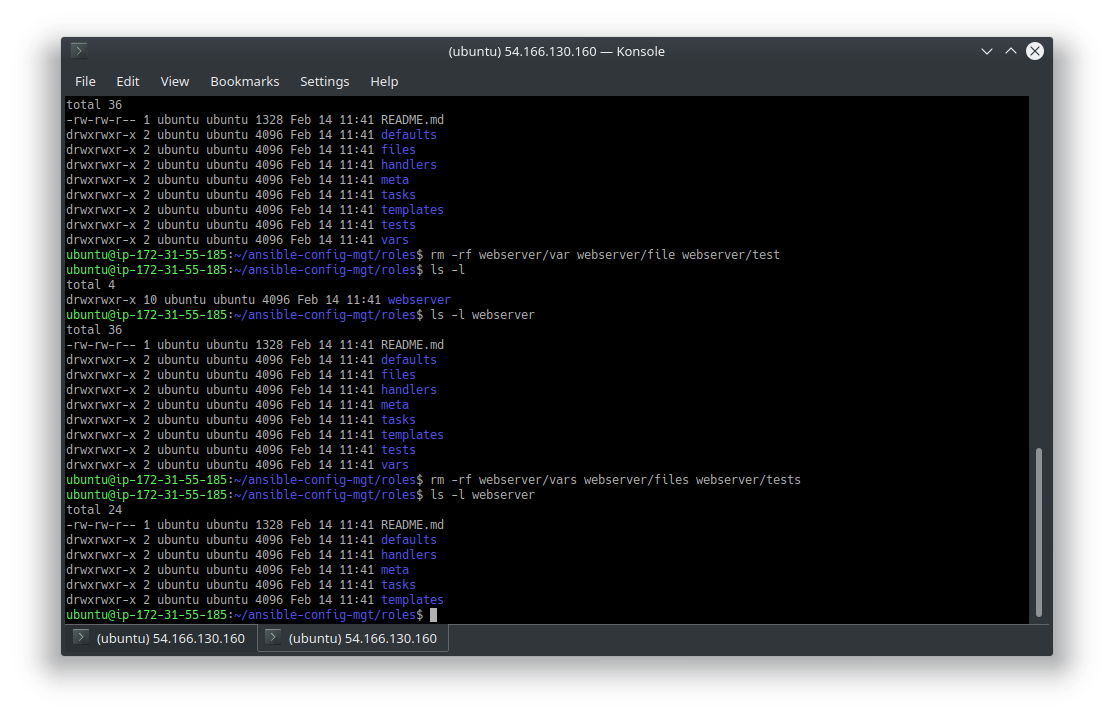 (ubuntu) 54.166.130.160 — Konsole
File Edit View Bookmarks Settings Help
total 36
-rw-rw-r-- 1 ubuntu ubuntu 1328 Feb 14 11:41 README.md
drwxrwxr-x 2 ubuntu ubuntu 4096 Feb 14 11:41 defaults
drwxrwxr-x 2 ubuntu ubuntu 4096 Feb 14 11:41 files
drwxrwxr-x 2 ubuntu ubuntu 4096 Feb 14 11:41 handlers
drwxrwxr-x 2 ubuntu ubuntu 4096 Feb 14 11:41 meta
drwxrwxr-x 2 ubuntu ubuntu 4096 Feb 14 11:41 tasks
drwxrwxr-x 2 ubuntu ubuntu 4096 Feb 14 11:41 templates
drwxrwxr-x 2 ubuntu ubuntu 4096 Feb 14 11:41 tests
drwxrwxr-x 2 ubuntu ubuntu 4096 Feb 14 11:41 vars
ubuntu@ip-172-31-55-185:~/ansible-config-mgt/roles$ rm -rf webserver/var webserver/file webserver/test
ubuntu@ip-172-31-55-185:~/ansible-config-mgt/roles$ ls -l
total 4
drwxrwxr-x 10 ubuntu ubuntu 4096 Feb 14 11:41 webserver
ubuntu@ip-172-31-55-185:~/ansible-config-mgt/roles$ ls -l webserver
total 36
-rw-rw-r-- 1 ubuntu ubuntu 1328 Feb 14 11:41 README.md
drwxrwxr-x 2 ubuntu ubuntu 4096 Feb 14 11:41 defaults
drwxrwxr-x 2 ubuntu ubuntu 4096 Feb 14 11:41 files
drwxrwxr-x 2 ubuntu ubuntu 4096 Feb 14 11:41 handlers
drwxrwxr-x 2 ubuntu ubuntu 4096 Feb 14 11:41 meta
drwxrwxr-x 2 ubuntu ubuntu 4096 Feb 14 11:41 tasks
drwxrwxr-x 2 ubuntu ubuntu 4096 Feb 14 11:41 templates
drwxrwxr-x 2 ubuntu ubuntu 4096 Feb 14 11:41 tests
drwxrwxr-x 2 ubuntu ubuntu 4096 Feb 14 11:41 vars
ubuntu@ip-172-31-55-185:~/ansible-config-mgt/roles$ rm -rf webserver/vars webserver/files webserver/tests
ubuntu@ip-172-31-55-185:~/ansible-config-mgt/roles$ ls -l webserver
total 24
-rw-rw-r-- 1 ubuntu ubuntu 1328 Feb 14 11:41 README.md
drwxrwxr-x 2 ubuntu ubuntu 4096 Feb 14 11:41 defaults
drwxrwxr-x 2 ubuntu ubuntu 4096 Feb 14 11:41 handlers
drwxrwxr-x 2 ubuntu ubuntu 4096 Feb 14 11:41 meta
drwxrwxr-x 2 ubuntu ubuntu 4096 Feb 14 11:41 tasks
drwxrwxr-x 2 ubuntu ubuntu 4096 Feb 14 11:41 templates
ubuntu@ip-172-31-55-185:~/ansible-config-mgt/roles$
(ubuntu) 54.166.130.160 (ubuntu) 54.166.130.160